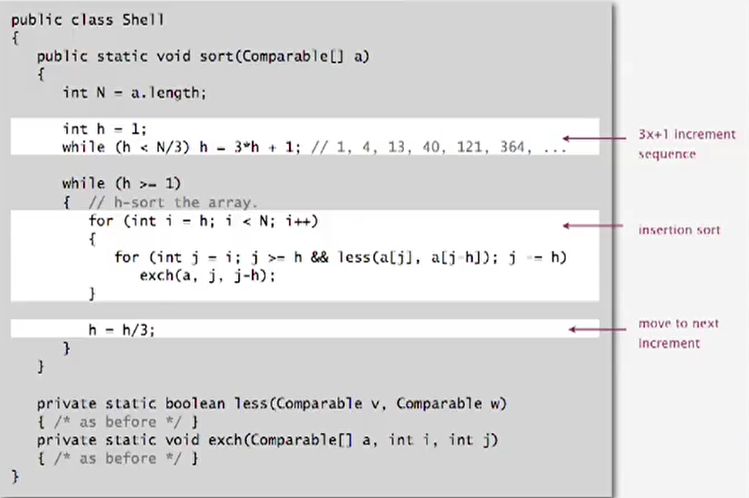 public class Shell
{
public static void sort(Comparable[] a)
{
int N = a.length;
int h = 1;
while (h < N/3) h = 3*h + 1; // 1, 4, 13, 40, 121, 364, ...
3x+1 increment
sequence
while (h >= 1)
{ // h-sort the array.
for (int i = h; i < N; i++)
insertion sort
{
for (int j = i; j >= h && less(a[j], a[j-h]); j -= h)
exch(a, j, j-h);
}
h = h/3;
move to next
increment
}
}
private static boolean less(Comparable v, Comparable w)
{ /* as before */ }
private static void exch(Comparable[] a, int i, int j)
{ /* as before */ }
}